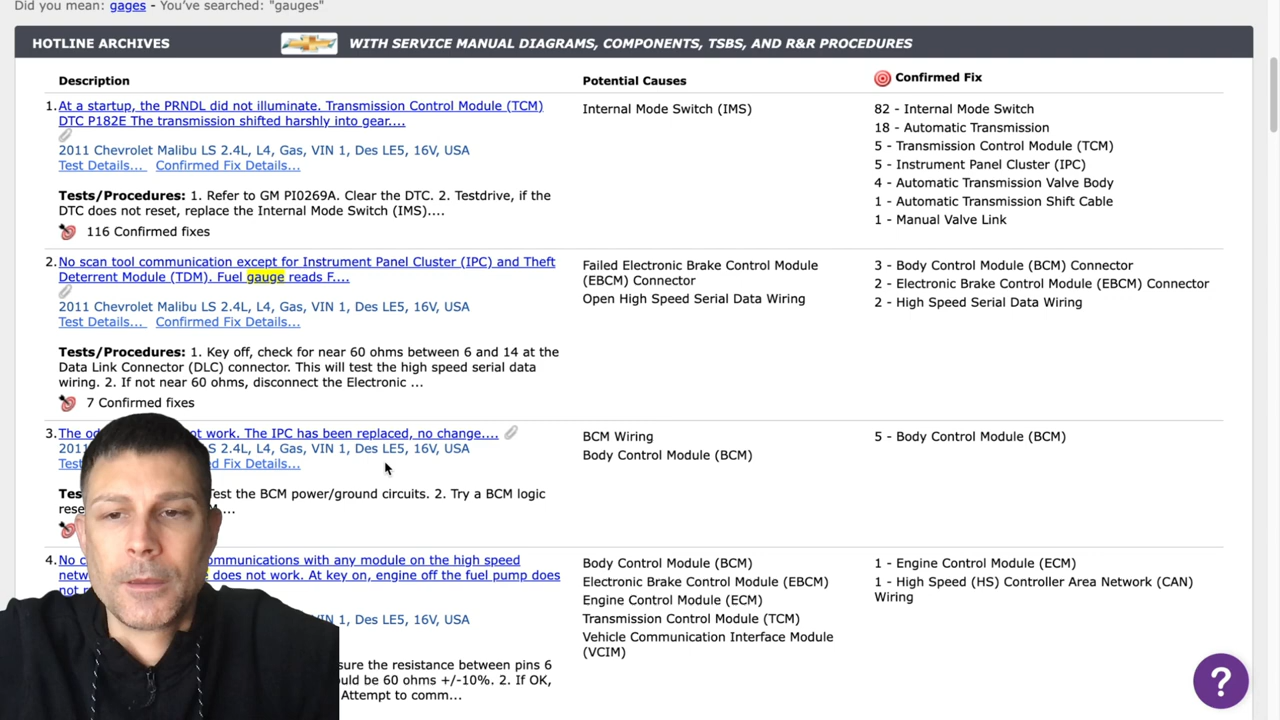 Did you mean: gages - You've searched: "gauges"
HOTLINE ARCHIVES
WITH SERVICE MANUAL DIAGRAMS, COMPONENTS, TSBS, AND R&R PROCEDURES
Description
Potential Causes
Confirmed Fix
1. At a startup, the PRNDL did not illuminate. Transmission Control Module (TCM)
DTC P182E The transmission shifted harshly into gear....
2011 Chevrolet Malibu LS 2.4L, L4, Gas, VIN 1, Des LE5, 16V, USA
Test Details... Confirmed Fix Details...
Tests/Procedures: 1. Refer to GM PI0269A. Clear the DTC. 2. Testdrive, if the
DTC does not reset, replace the Internal Mode Switch (IMS)....
116 Confirmed fixes
Internal Mode Switch (IMS)
82 - Internal Mode Switch
18 - Automatic Transmission
5 - Transmission Control Module (TCM)
5 - Instrument Panel Cluster (IPC)
4 - Automatic Transmission Valve Body
1 - Automatic Transmission Shift Cable
1 - Manual Valve Link
2. No scan tool communication except for Instrument Panel Cluster (IPC) and Theft
Deterrent Module (TDM). Fuel gauge reads F....
2011 Chevrolet Malibu LS 2.4L, L4, Gas, VIN 1, Des LE5, 16V, USA
Test Details... Confirmed Fix Details...
Tests/Procedures: 1. Key off, check for near 60 ohms between 6 and 14 at the
Data Link Connector (DLC) connector. This will test the high speed serial data
wiring. 2. If not near 60 ohms, disconnect the Electronic ...
7 Confirmed fixes
Failed Electronic Brake Control Module
(EBCM) Connector
Open High Speed Serial Data Wiring
3 - Body Control Module (BCM) Connector
2 - Electronic Brake Control Module (EBCM) Connector
2 - High Speed Serial Data Wiring
3. The work. The IPC has been replaced, no change....
2.4L, L4, Gas, VIN 1, Des LE5, 16V, USA
Fix Details...
Test the BCM power/ground circuits. 2. Try a BCM logic
BCM Wiring
Body Control Module (BCM)
5 - Body Control Module (BCM)
4. No with any module on the high speed
does not work. At key on, engine off the fuel pump does
VIN 1, Des LE5, 16V, USA
the resistance between pins 6
be 60 ohms +/-10%. 2. If OK,
Attempt to comm...
Body Control Module (BCM)
Electronic Brake Control Module (EBCM)
Engine Control Module (ECM)
Transmission Control Module (TCM)
Vehicle Communication Interface Module
(VCIM)
1 - Engine Control Module (ECM)
1 - High Speed (HS) Controller Area Network (CAN)
Wiring
?